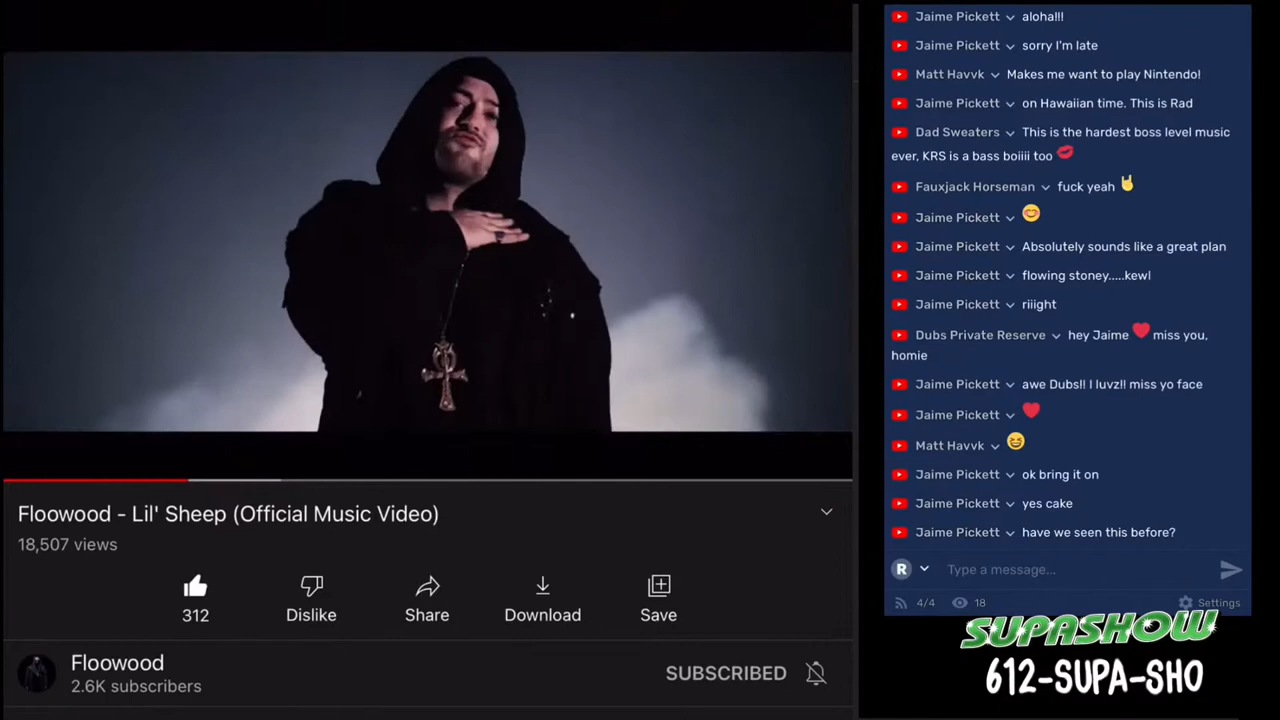 Floowood - Lil' Sheep (Official Music Video)
18,507 views
312
Dislike
Share
Download
Save
Floowood
2.6K subscribers
SUBSCRIBED
Jaime Pickett aloha!!!
Jaime Pickett sorry I'm late
Matt Havvk Makes me want to play Nintendo!
Jaime Pickett on Hawaiian time. This is Rad
Dad Sweaters This is the hardest boss level music
ever, KRS is a bass boiiii too 💋
Fauxjack Horseman fuck yeah 🤘
Jaime Pickett 😊
Jaime Pickett Absolutely sounds like a great plan
Jaime Pickett flowing stoney.....kewl
Jaime Pickett riiight
Dubs Private Reserve hey Jaime ❤️ miss you,
homie
Jaime Pickett awe Dubs!! I luvz!! miss yo face
Jaime Pickett ❤️
Matt Havvk 😆
Jaime Pickett ok bring it on
Jaime Pickett yes cake
Jaime Pickett have we seen this before?
R Type a message...
4/4 18 Settings
SUPASHOW
612-SUPA-SHO